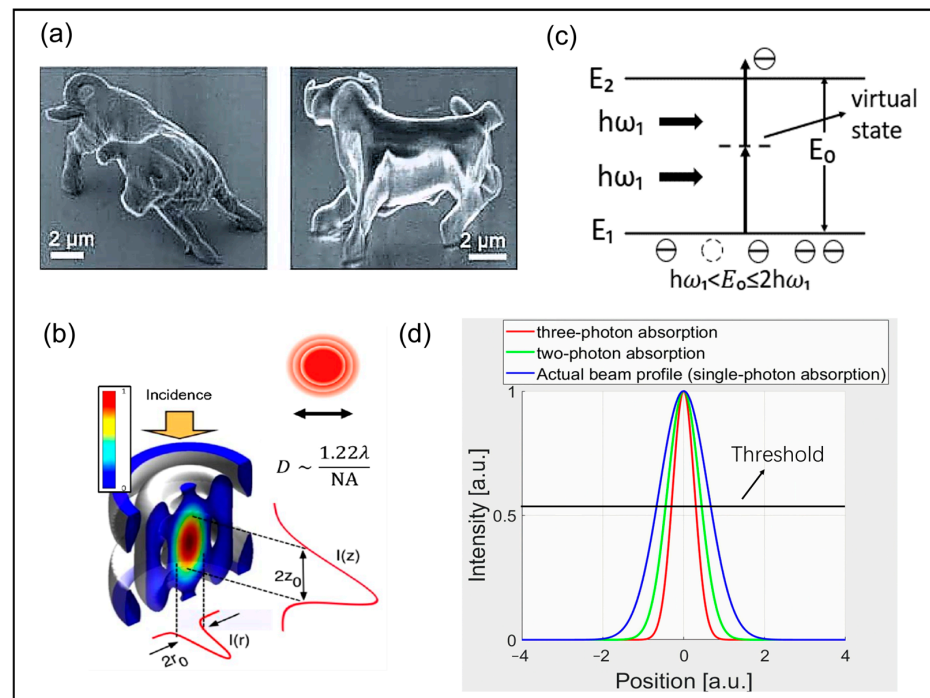 (a)
2 μm
2 μm
(b)
1
0
Incidence
D ~ 1.22λ/NA
I(z)
2z₀
I(r)
2r₀
(c)
E₂
hω₁
virtual
state
E₀
hω₁
E₁
hω₁<E₀≤2hω₁
(d)
three-photon absorption
two-photon absorption
Actual beam profile (single-photon absorption)
Threshold
Intensity [a.u.]
1
0.5
0
−4
−2
0
2
4
Position [a.u.]